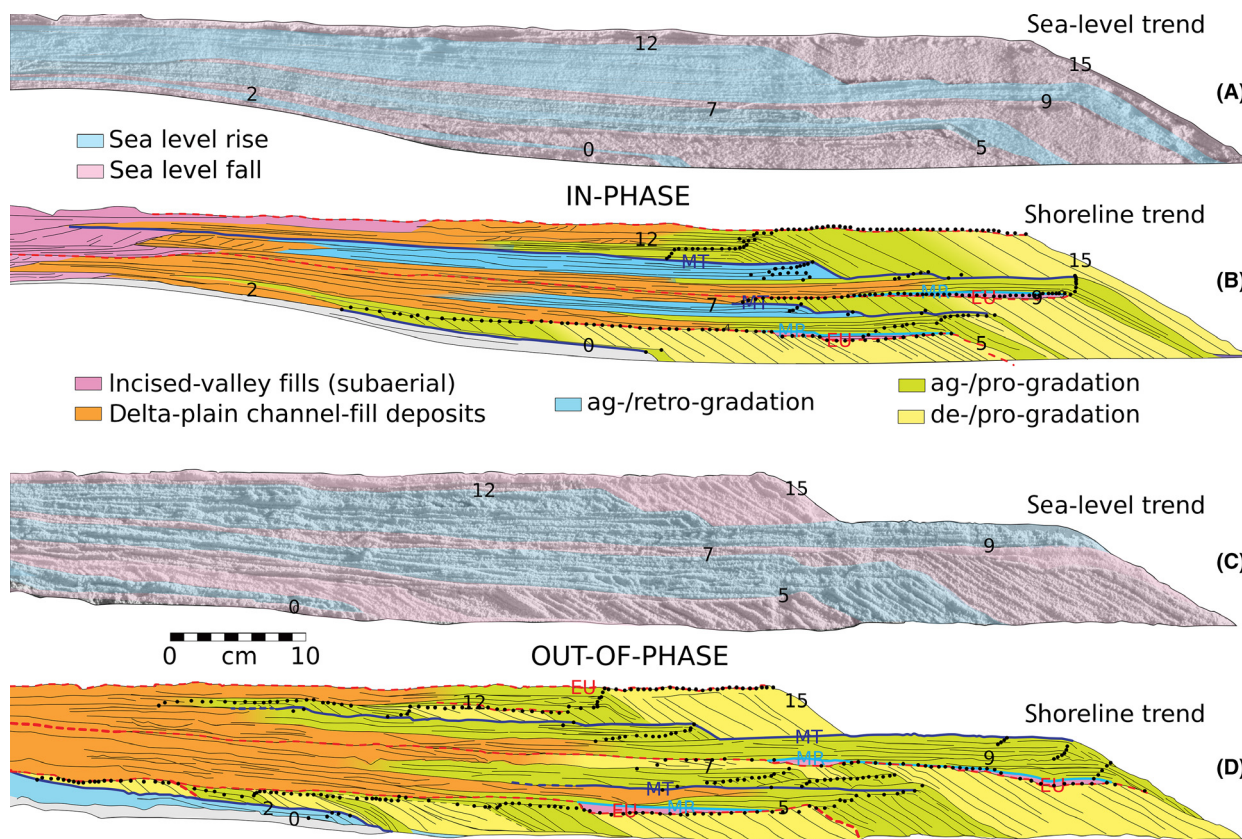 Sea-level trend
12
15
(A)
2
7
9
0
5
Sea level rise
Sea level fall
IN-PHASE
Shoreline trend
12
MT
15
(B)
2
MR
EU
9
7
MT
4
MR
EU
0
5
Incised-valley fills (subaerial)
Delta-plain channel-fill deposits
ag-/retro-gradation
ag-/pro-gradation
de-/pro-gradation
12
15
Sea-level trend
7
9
(C)
0
5
0 cm 10
OUT-OF-PHASE
EU
12
15
Shoreline trend
MT
MR
9
7
(D)
MT
EU
2
0
EU
MR
5